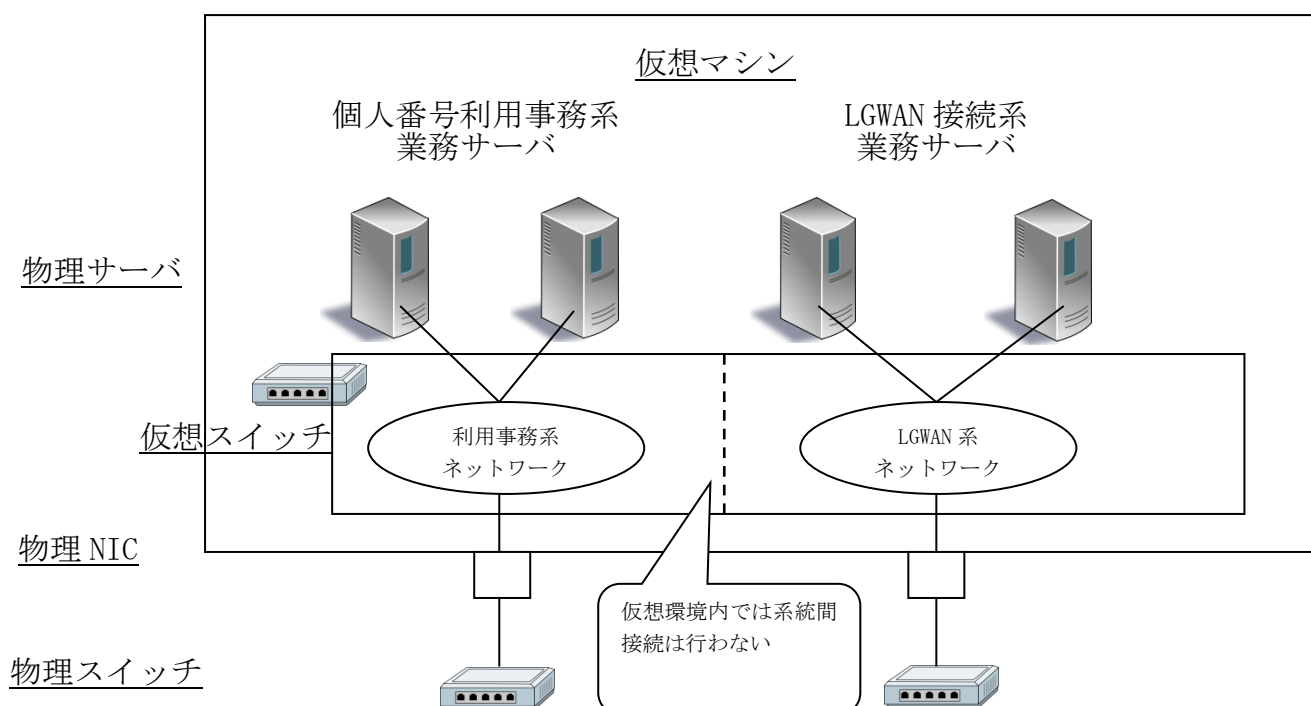 仮想マシン
個人番号利用事務系
業務サーバ
LGWAN 接続系
業務サーバ
物理サーバ
仮想スイッチ
利用事務系
ネットワーク
LGWAN 系
ネットワーク
物理 NIC
仮想環境内では系統間
接続は行わない
物理スイッチ